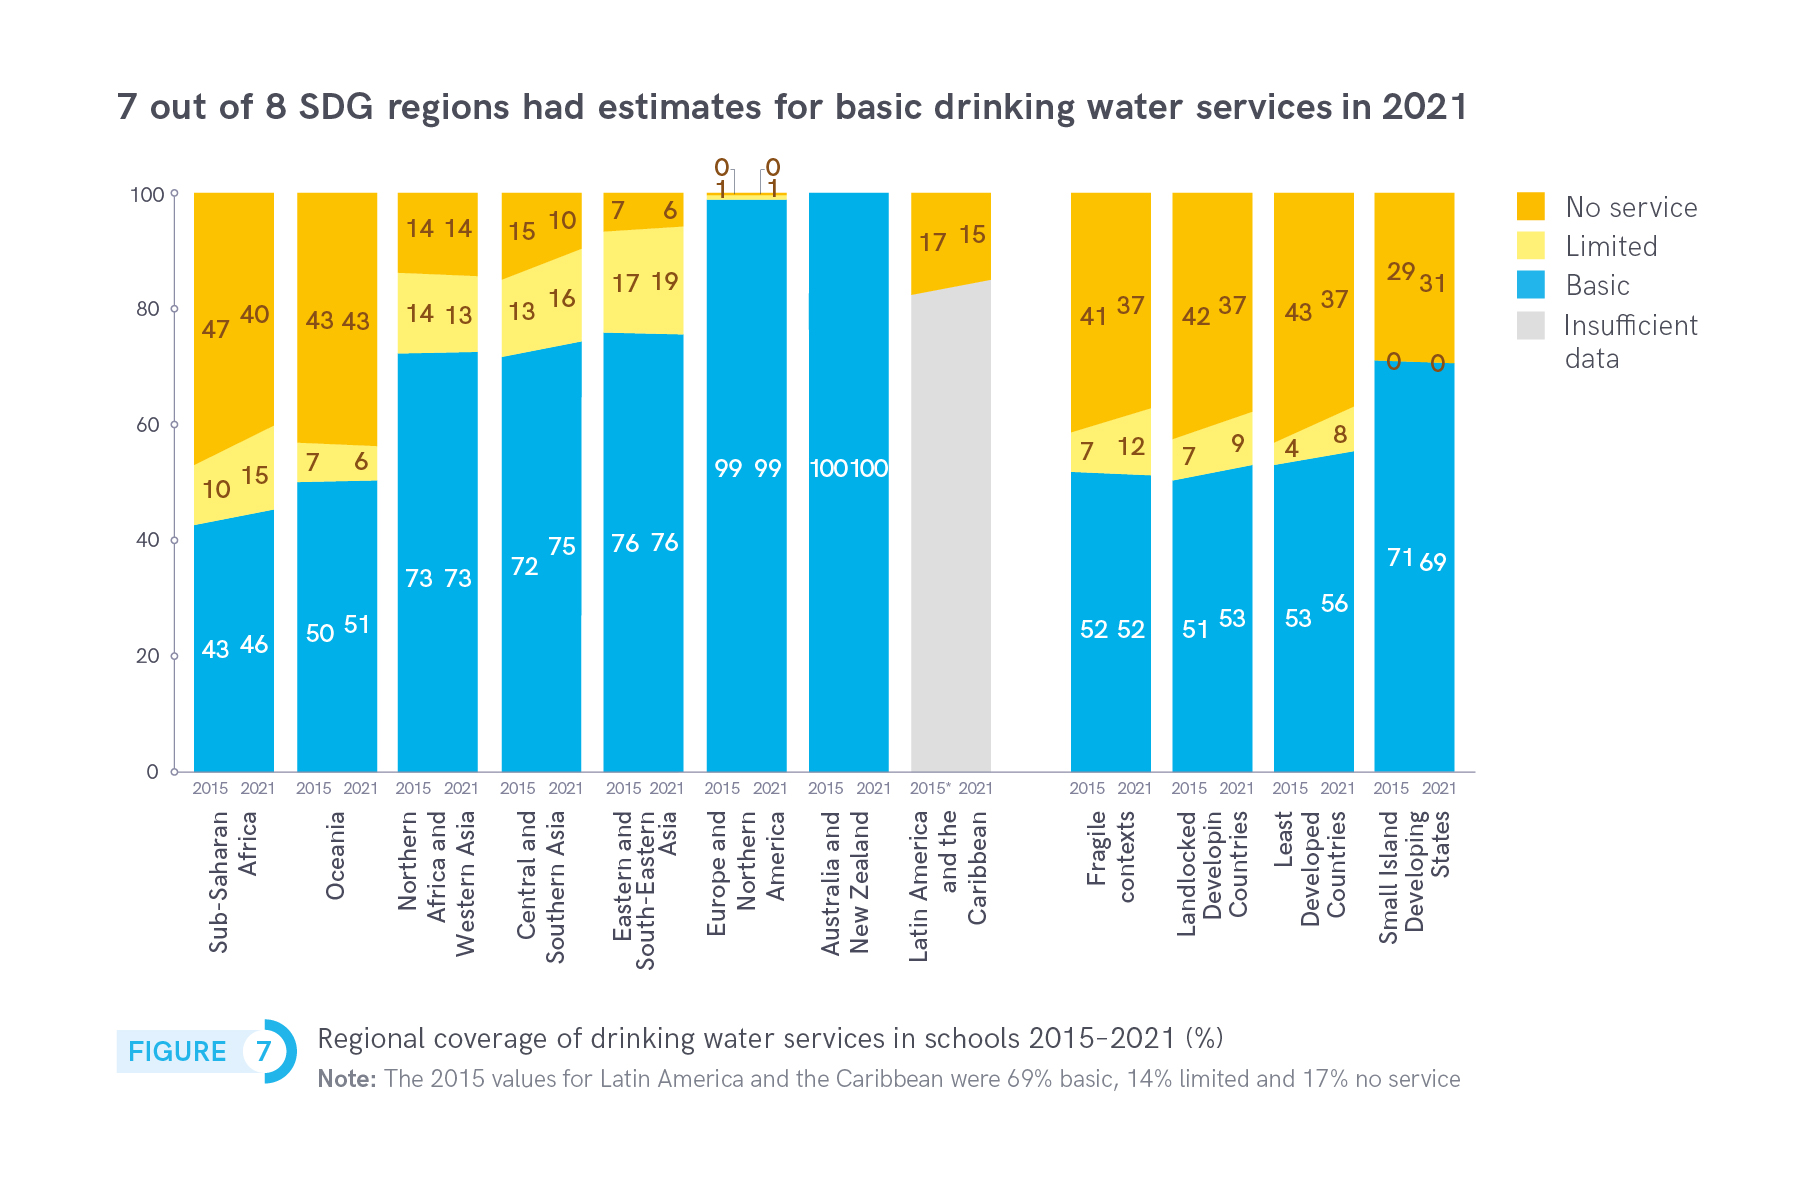 7 out of 8 SDG regions had estimates for basic drinking water services in 2021
100
80
60
40
20
0
47 40
10 15
43 46
43 43
7 6
50 51
14 14
14 13
73 73
15 10
13 16
72 75
7 6
17 19
76 76
0 0
1 1
99 99
100 100
17 15
41 37
7 12
52 52
42 37
7 9
51 53
43 37
4 8
53 56
29 31
0 0
71 69
No service
Limited
Basic
Insufficient
data
2015 2021
2015 2021
2015 2021
2015 2021
2015 2021
2015 2021
2015 2021
2015* 2021
2015 2021
2015 2021
2015 2021
2015 2021
Sub-Saharan
Africa
Oceania
Northern
Africa and
Western Asia
Central and
Southern Asia
Eastern and
South-Eastern
Asia
Europe and
Northern
America
Australia and
New Zealand
Latin America
and the
Caribbean
Fragile
contexts
Landlocked
Developin
Countries
Least
Developed
Countries
Small Island
Developing
States
FIGURE 7
Regional coverage of drinking water services in schools 2015–2021 (%)
Note: The 2015 values for Latin America and the Caribbean were 69% basic, 14% limited and 17% no service